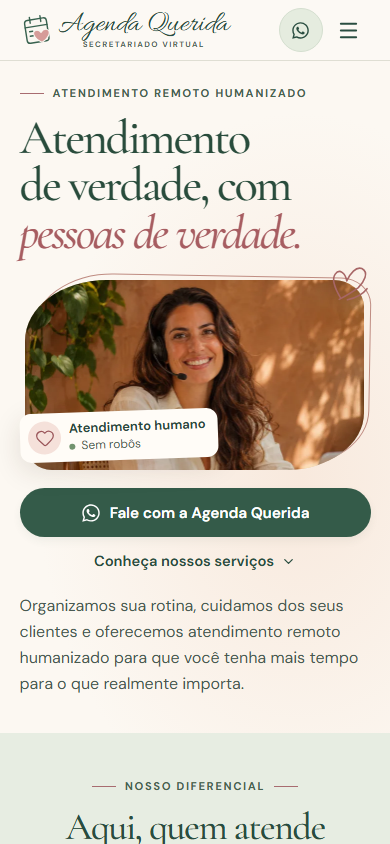 Agenda Querida
SECRETARIADO VIRTUAL
ATENDIMENTO REMOTO HUMANIZADO
Atendimento
de verdade, com
pessoas de verdade.
Atendimento humano
Sem robôs
Fale com a Agenda Querida
Conheça nossos serviços
Organizamos sua rotina, cuidamos dos seus
clientes e oferecemos atendimento remoto
humanizado para que você tenha mais tempo
para o que realmente importa.
NOSSO DIFERENCIAL
Aqui, quem atende